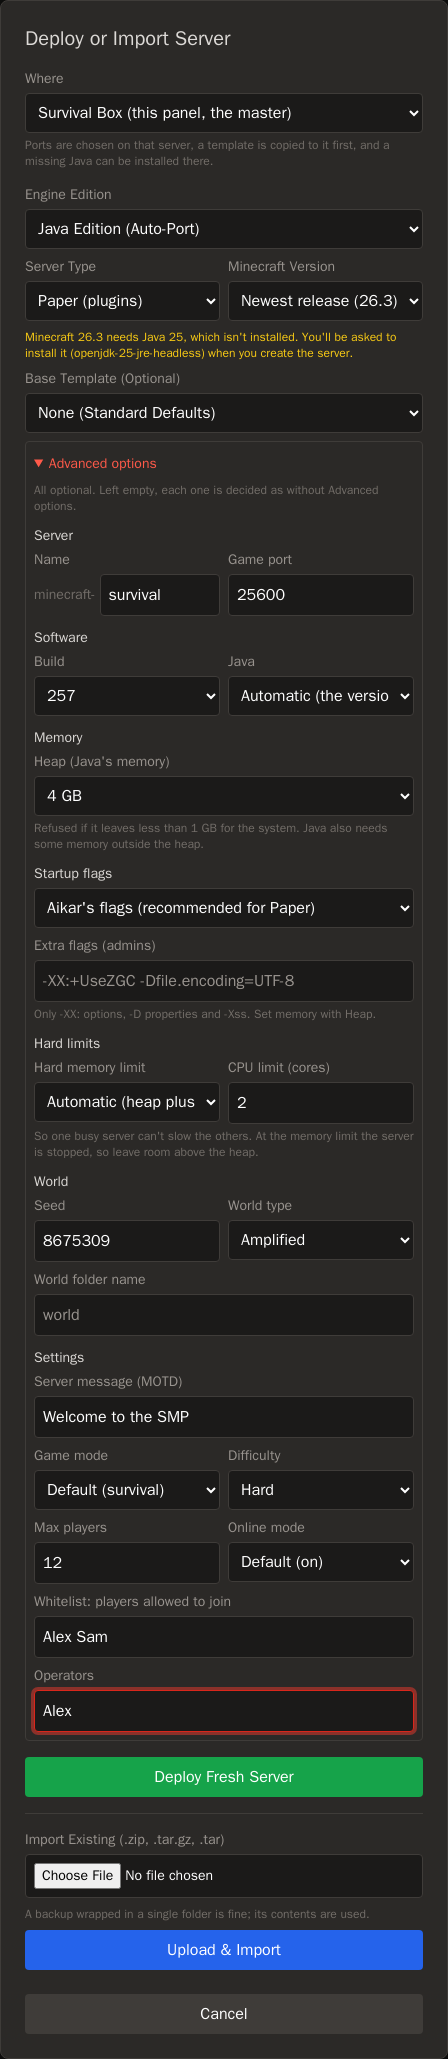 Deploy or Import Server
Where
Survival Box (this panel, the master)
Ports are chosen on that server, a template is copied to it first, and a
missing Java can be installed there.
Engine Edition
Java Edition (Auto-Port)
Server Type
Minecraft Version
Paper (plugins)
Newest release (26.3)
Minecraft 26.3 needs Java 25, which isn't installed. You'll be asked to
install it (openjdk-25-jre-headless) when you create the server.
Base Template (Optional)
None (Standard Defaults)
▼ Advanced options
All optional. Left empty, each one is decided as without Advanced
options.
Server
Name
Game port
minecraft- survival
25600
Software
Build
Java
257
Automatic (the versio
Memory
Heap (Java's memory)
4 GB
Refused if it leaves less than 1 GB for the system. Java also needs
some memory outside the heap.
Startup flags
Aikar's flags (recommended for Paper)
Extra flags (admins)
-XX:+UseZGC -Dfile.encoding=UTF-8
Only -XX: options, -D properties and -Xss. Set memory with Heap.
Hard limits
Hard memory limit
CPU limit (cores)
Automatic (heap plus
2
So one busy server can't slow the others. At the memory limit the server
is stopped, so leave room above the heap.
World
Seed
World type
8675309
Amplified
World folder name
world
Settings
Server message (MOTD)
Welcome to the SMP
Game mode
Difficulty
Default (survival)
Hard
Max players
Online mode
12
Default (on)
Whitelist: players allowed to join
Alex Sam
Operators
Alex
Deploy Fresh Server
Import Existing (.zip, .tar.gz, .tar)
Choose File No file chosen
A backup wrapped in a single folder is fine; its contents are used.
Upload & Import
Cancel